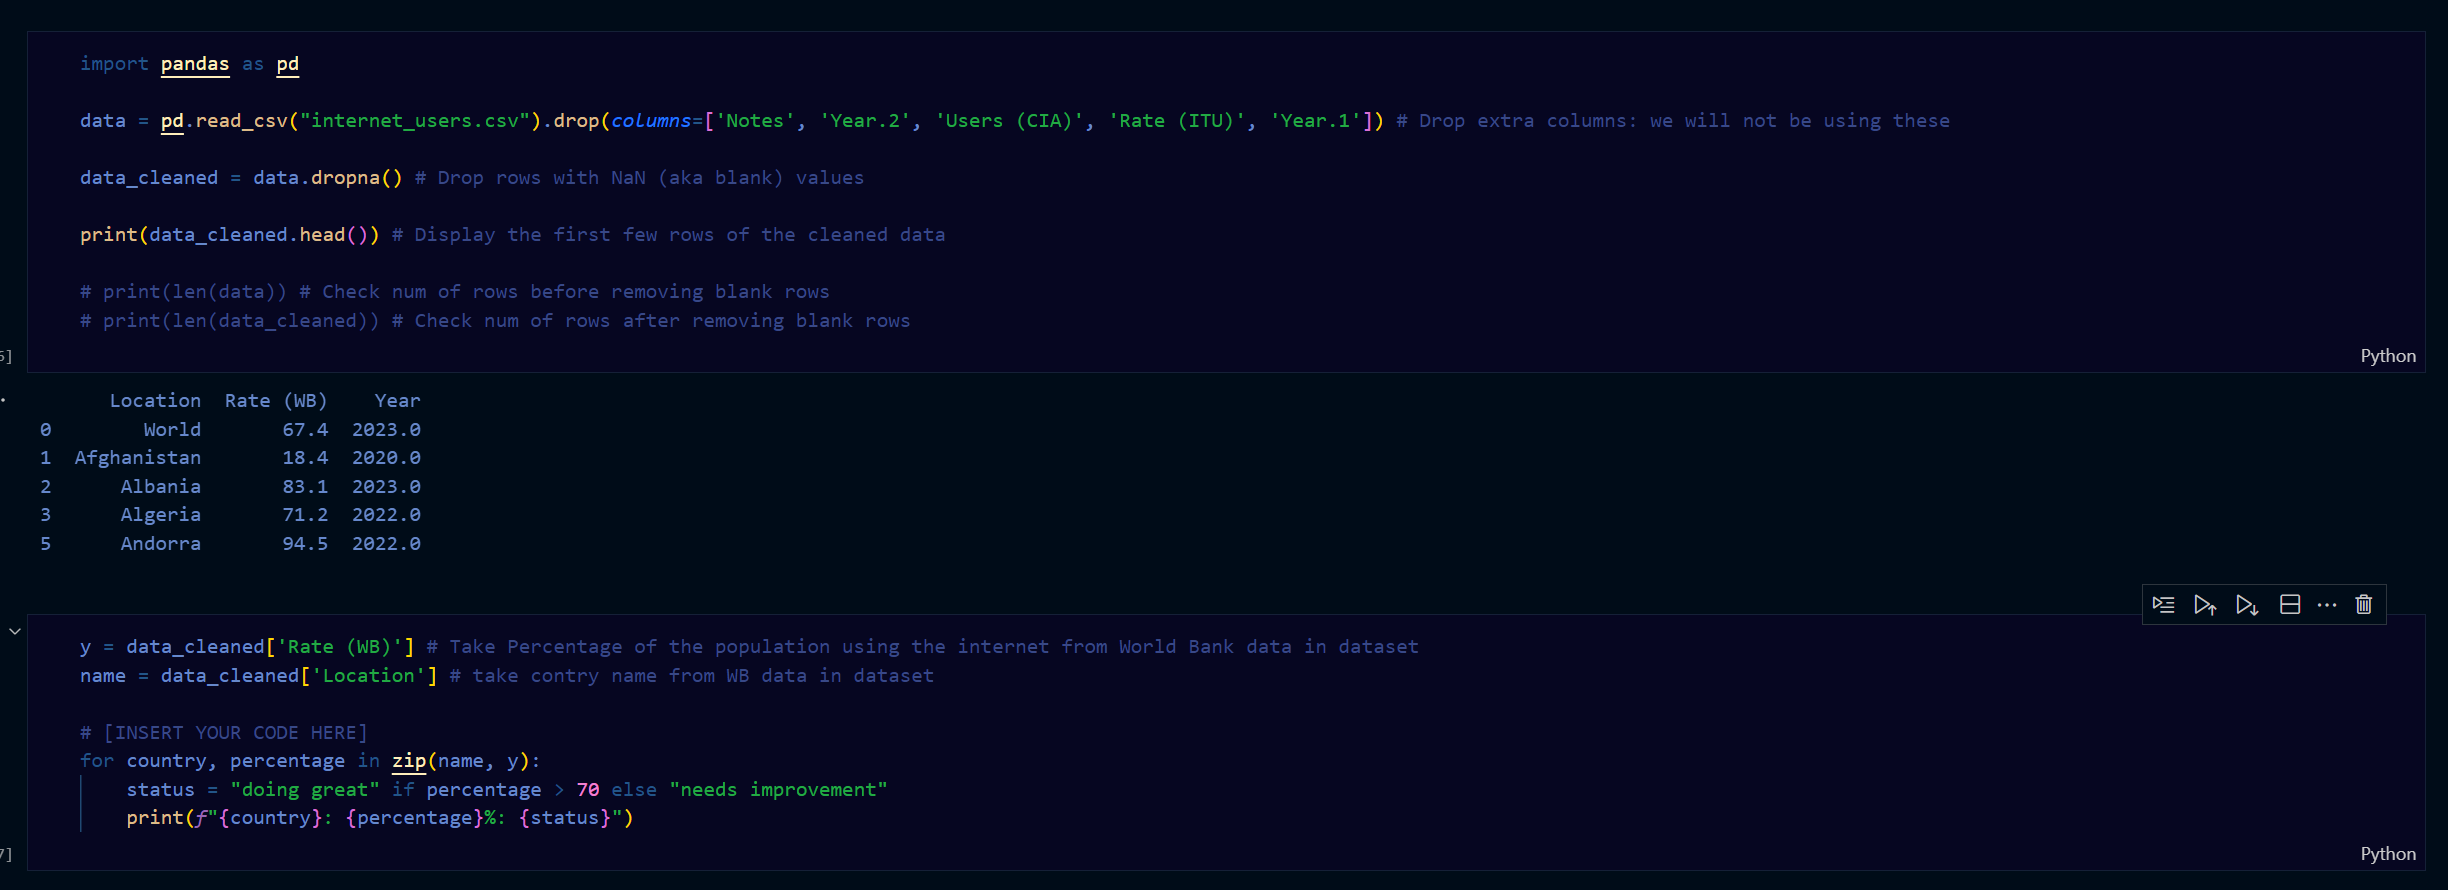 import pandas as pd
data = pd.read_csv("internet_users.csv").drop(columns=['Notes', 'Year.2', 'Users (CIA)', 'Rate (ITU)', 'Year.1']) # Drop extra columns: we will not be using these
data_cleaned = data.dropna() # Drop rows with NaN (aka blank) values
print(data_cleaned.head()) # Display the first few rows of the cleaned data
# print(len(data)) # Check num of rows before removing blank rows
# print(len(data_cleaned)) # Check num of rows after removing blank rows
]
Python
Location Rate (WB) Year
0 World 67.4 2023.0
1 Afghanistan 18.4 2020.0
2 Albania 83.1 2023.0
3 Algeria 71.2 2022.0
5 Andorra 94.5 2022.0
y = data_cleaned['Rate (WB)'] # Take Percentage of the population using the internet from World Bank data in dataset
name = data_cleaned['Location'] # take contry name from WB data in dataset
# [INSERT YOUR CODE HERE]
for country, percentage in zip(name, y):
    status = "doing great" if percentage > 70 else "needs improvement"
    print(f"{country}: {percentage}%: {status}")
7]
Python